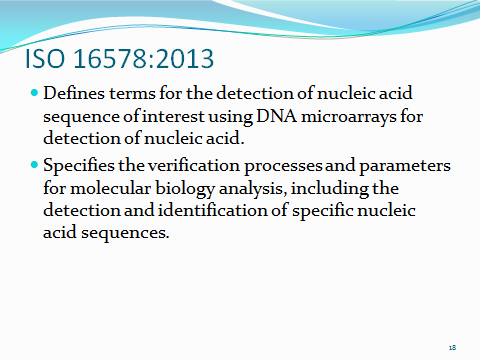 ISO 16578:2013
Defines terms for the detection of nucleic acid
sequence of interest using DNA microarrays for
detection of nucleic acid.
Specifies the verification processes and parameters
for molecular biology analysis, including the
detection and identification of specific nucleic
acid sequences.
18